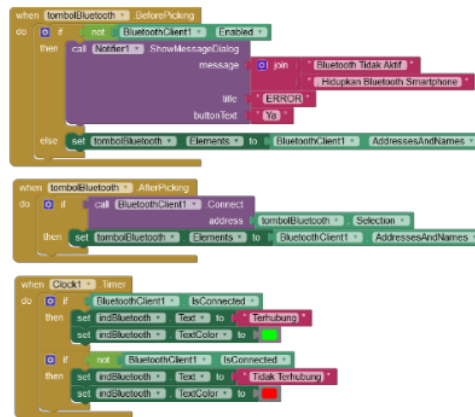 when tombolBluetooth .BeforePicking
do if not BluetoothClient1 . Enabled
then call Notifier1 .ShowMessageDialog
message join " Bluetooth Tidak Aktif "
" Hidupkan Bluetooth Smartphone "
title " ERROR "
buttonText " Ya "
else set tombolBluetooth . Elements to BluetoothClient1 . AddressesAndNames
when tombolBluetooth .AfterPicking
do if call BluetoothClient1 .Connect
address tombolBluetooth . Selection
then set tombolBluetooth . Elements to BluetoothClient1 . AddressesAndNames
when Clock1 .Timer
do if BluetoothClient1 . IsConnected
then set indBluetooth . Text to " Terhubung "
set indBluetooth . TextColor to
if not BluetoothClient1 . IsConnected
then set indBluetooth . Text to " Tidak Terhubung "
set indBluetooth . TextColor to